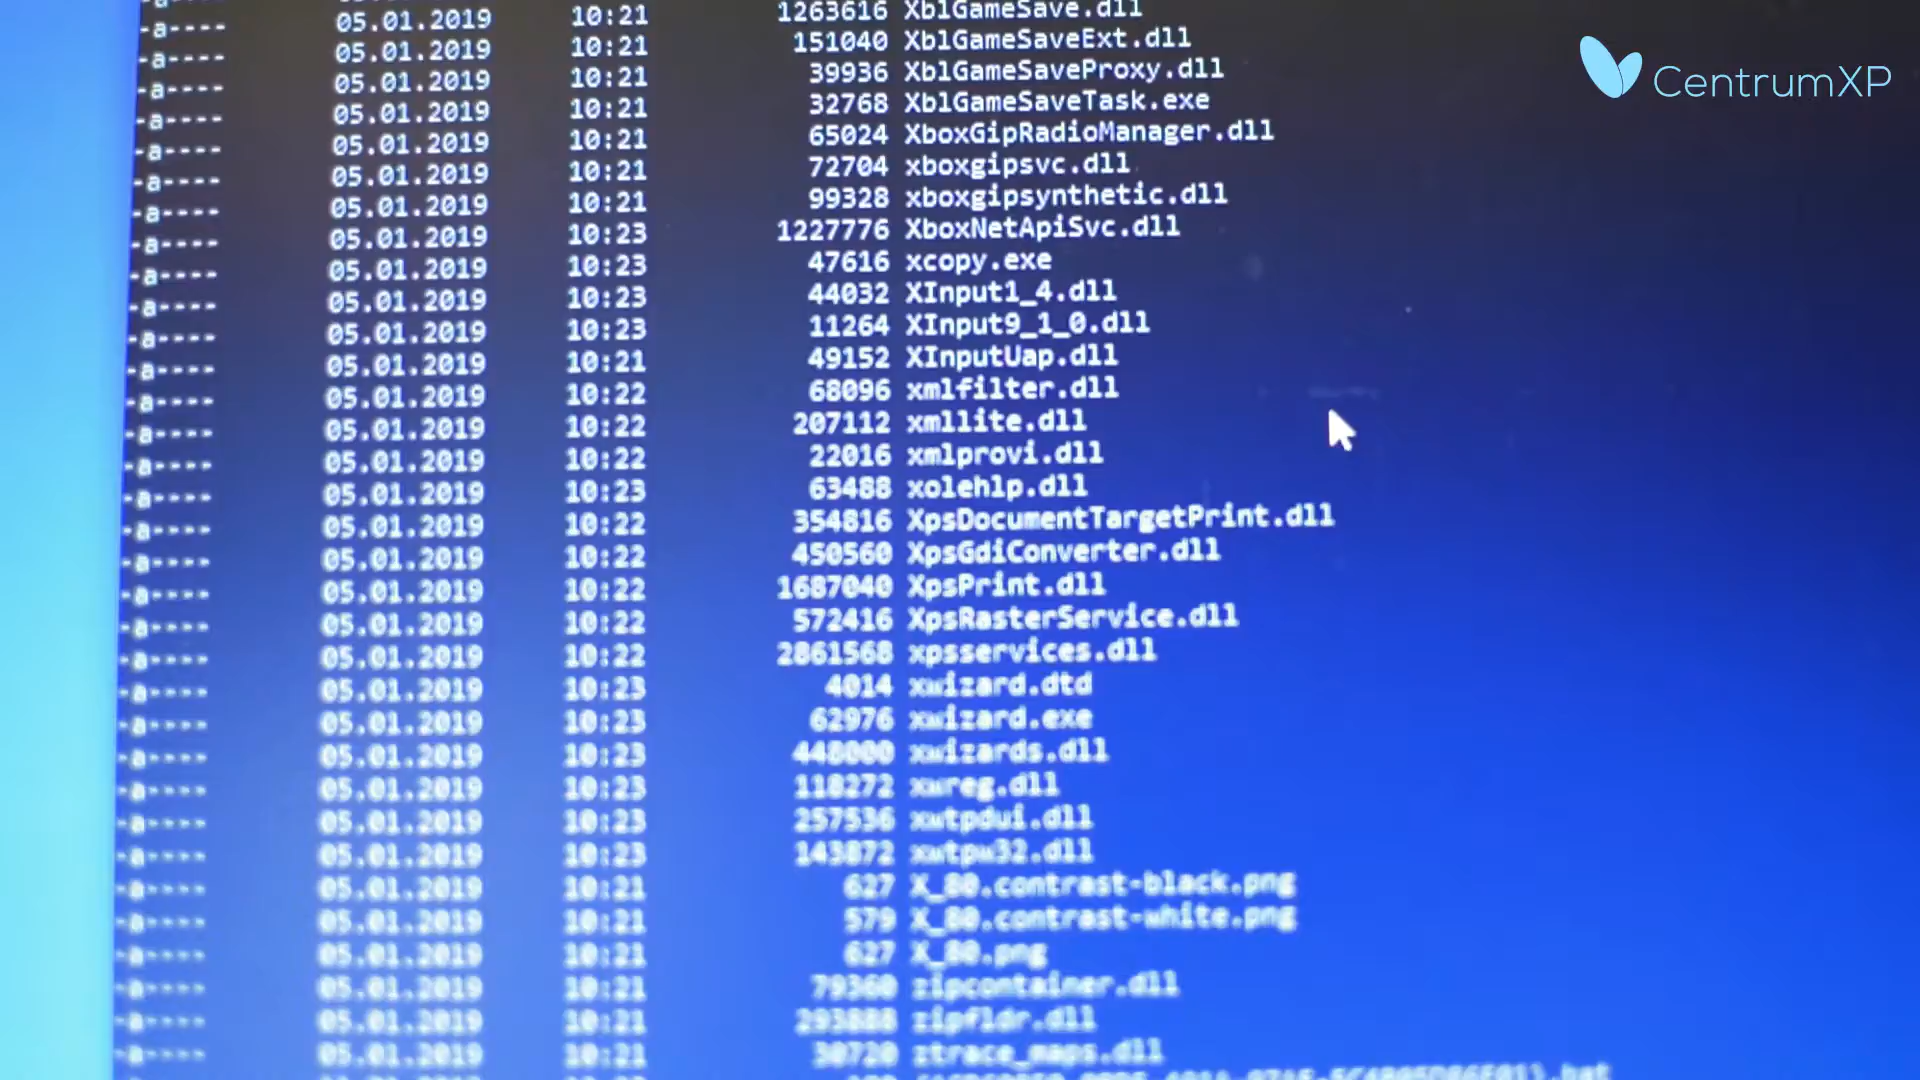 CentrumXP
-a---- 05.01.2019 10:21 1263616 XblGameSave.dll
-a---- 05.01.2019 10:21 151040 XblGameSaveExt.dll
-a---- 05.01.2019 10:21 39936 XblGameSaveProxy.dll
-a---- 05.01.2019 10:21 32768 XblGameSaveTask.exe
-a---- 05.01.2019 10:21 65024 XboxGipRadioManager.dll
-a---- 05.01.2019 10:21 72704 xboxgipsvc.dll
-a---- 05.01.2019 10:21 99328 xboxgipsynthetic.dll
-a---- 05.01.2019 10:23 1227776 XboxNetApiSvc.dll
-a---- 05.01.2019 10:23 47616 xcopy.exe
-a---- 05.01.2019 10:23 44032 XInput1_4.dll
-a---- 05.01.2019 10:23 11264 XInput9_1_0.dll
-a---- 05.01.2019 10:21 49152 XInputUap.dll
-a---- 05.01.2019 10:22 68096 xmlfilter.dll
-a---- 05.01.2019 10:22 207112 xmllite.dll
-a---- 05.01.2019 10:22 22016 xmlprovi.dll
-a---- 05.01.2019 10:23 63488 xolehlp.dll
-a---- 05.01.2019 10:22 354816 XpsDocumentTargetPrint.dll
-a---- 05.01.2019 10:22 450560 XpsGdiConverter.dll
-a---- 05.01.2019 10:22 1687040 XpsPrint.dll
-a---- 05.01.2019 10:22 572416 XpsRasterService.dll
-a---- 05.01.2019 10:22 2861568 xpsservices.dll
-a---- 05.01.2019 10:23 4014 xwizard.dtd
-a---- 05.01.2019 10:23 62976 xwizard.exe
-a---- 05.01.2019 10:23 448000 xwizards.dll
-a---- 05.01.2019 10:23 118272 xwreg.dll
-a---- 05.01.2019 10:23 257536 xwtpdui.dll
-a---- 05.01.2019 10:23 143872 xwtpw32.dll
-a---- 05.01.2019 10:21 627 X_80.contrast-black.png
-a---- 05.01.2019 10:21 579 X_80.contrast-white.png
-a---- 05.01.2019 10:21 627 X_80.png
-a---- 05.01.2019 10:21 79360 zipcontainer.dll
-a---- 05.01.2019 10:21 293888 zipfldr.dll
-a---- 05.01.2019 10:21 30720 ztrace_maps.dll